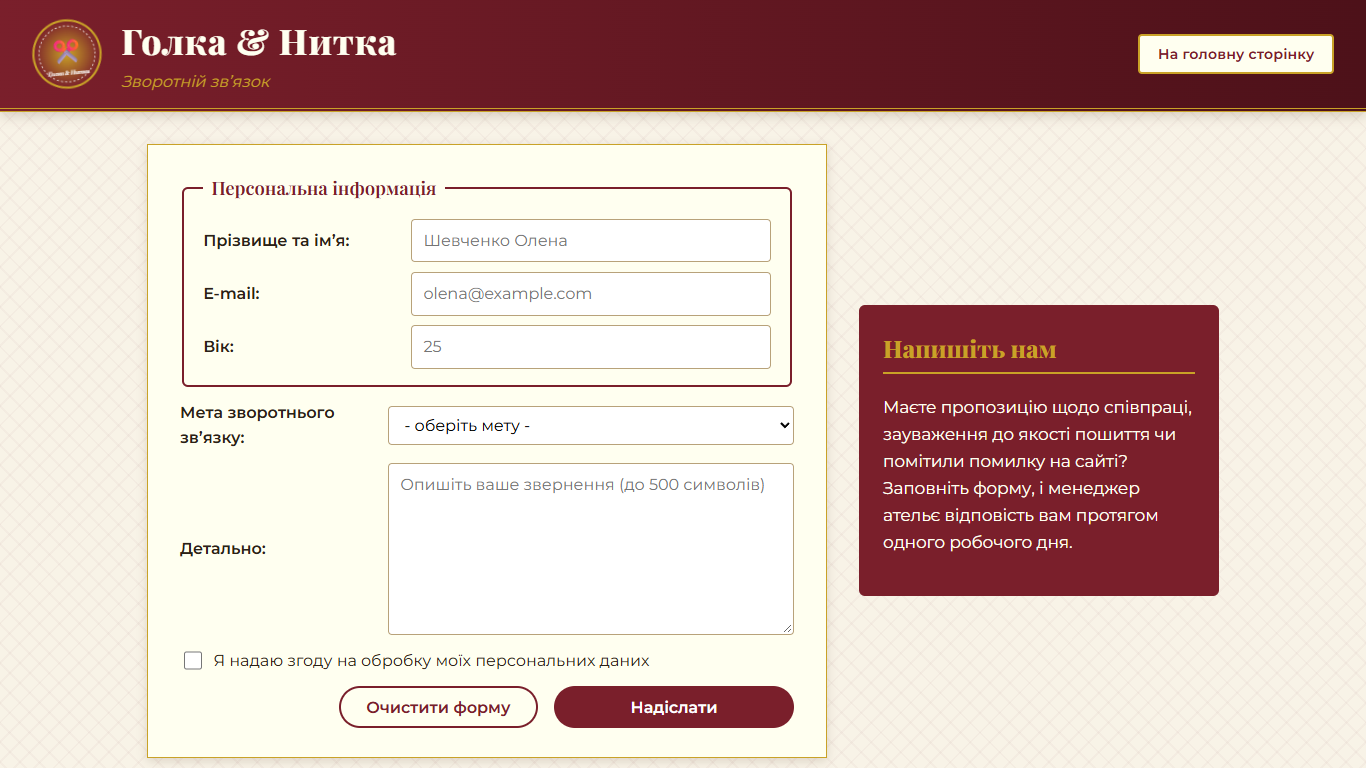 Голка & Нитка
Зворотній зв’язок
На головну сторінку
Персональна інформація
Прізвище та ім’я:
Шевченко Олена
E-mail:
olena@example.com
Вік:
25
Мета зворотнього
зв’язку:
- оберіть мету -
Детально:
Опишіть ваше звернення (до 500 символів)
Я надаю згоду на обробку моїх персональних даних
Очистити форму
Надіслати
Напишіть нам
Маєте пропозицію щодо співпраці,
зауваження до якості пошиття чи
помітили помилку на сайті?
Заповніть форму, і менеджер
ательє відповість вам протягом
одного робочого дня.